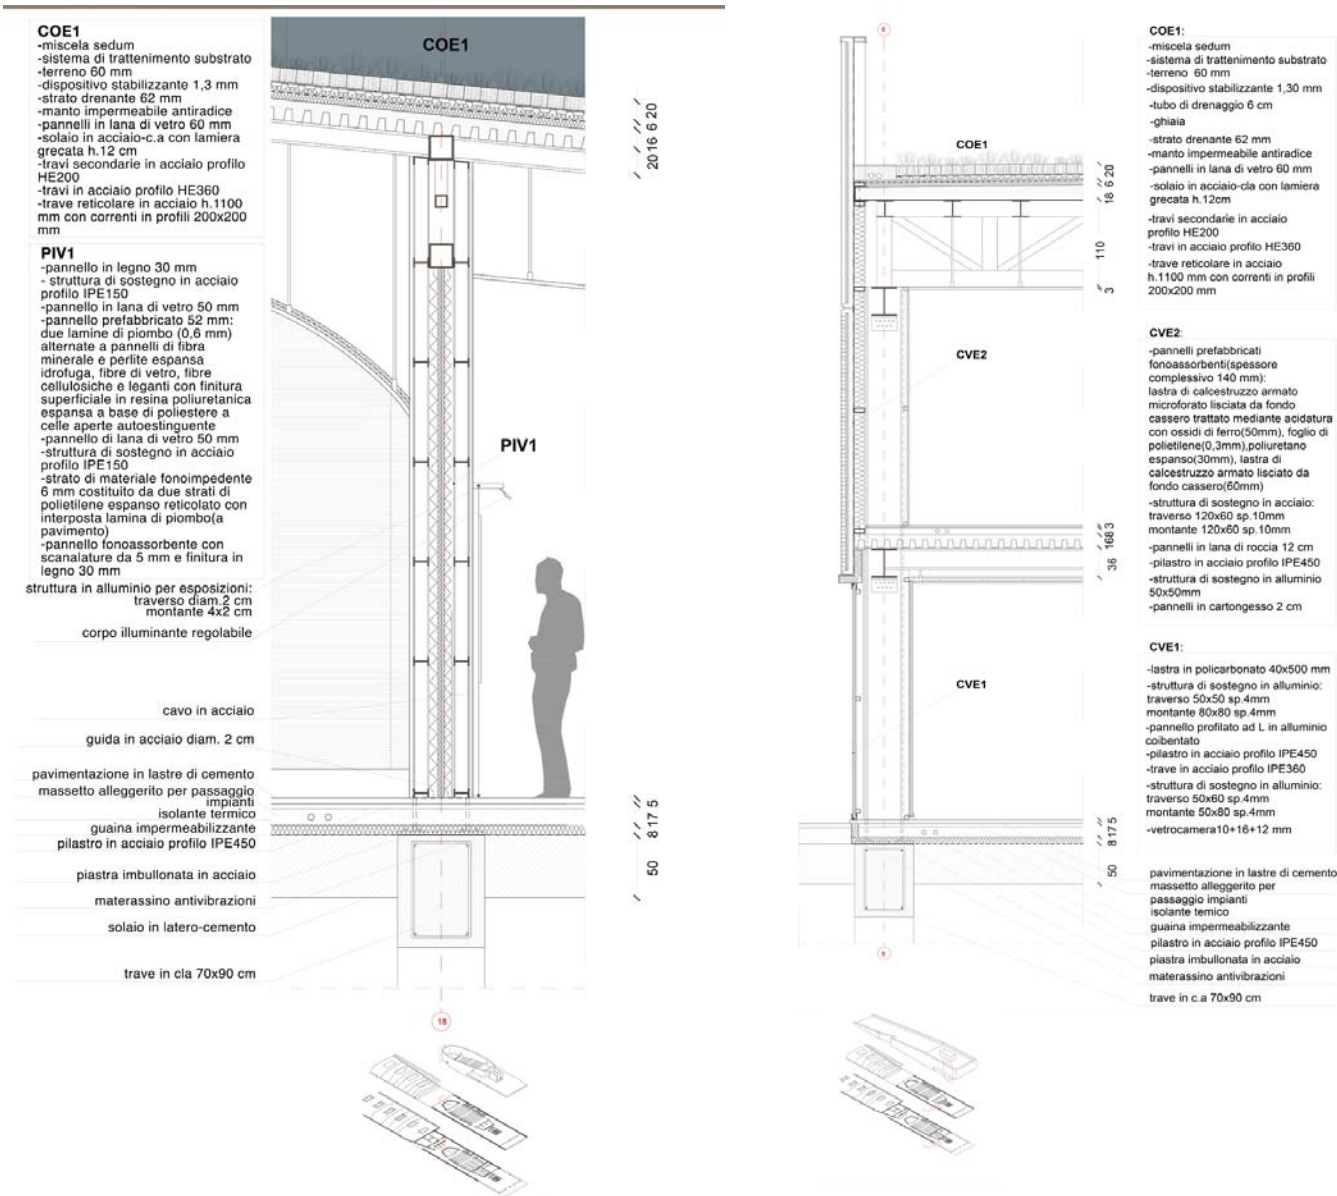 COE1
-miscela sedum
-sistema di trattenimento substrato
-terreno 60 mm
-dispositivo stabilizzante 1,3 mm
-strato drenante 62 mm
-manto impermeabile antiradice
-pannelli in lana di vetro 60 mm
-solaio in acciaio-c.a con lamiera
grecata h.12 cm
-travi secondarie in acciaio profilo
HE200
-travi in acciaio profilo HE360
-trave reticolare in acciaio h.1100
mm con correnti in profili 200x200
mm
PIV1
-pannello in legno 30 mm
- struttura di sostegno in acciaio
profilo IPE150
-pannello in lana di vetro 50 mm
-pannello prefabbricato 52 mm:
due lamine di piombo (0,6 mm)
alternate a pannelli di fibra
minerale e perlite espansa
idrofuga, fibre di vetro, fibre
cellulosiche e leganti con finitura
superficiale in resina poliuretanica
espansa a base di poliestere a
celle aperte autoestinguente
-pannello di lana di vetro 50 mm
-struttura di sostegno in acciaio
profilo IPE150
-strato di materiale fonoimpedente
6 mm costituito da due strati di
polietilene espanso reticolato con
interposta lamina di piombo(a
pavimento)
-pannello fonoassorbente con
scanalature da 5 mm e finitura in
legno 30 mm
struttura in alluminio per esposizioni:
traverso diam.2 cm
montante 4x2 cm
corpo illuminante regolabile
cavo in acciaio
guida in acciaio diam. 2 cm
pavimentazione in lastre di cemento
massetto alleggerito per passaggio
impianti
isolante termico
guaina impermeabilizzante
pilastro in acciaio profilo IPE450
piastra imbullonata in acciaio
materassino antivibrazioni
solaio in latero-cemento
trave in cla 70x90 cm
COE1
PIV1
2016 6 20
50 8 17 5
18
6
COE1
CVE2
CVE1
18 6 20
110
3
36 1683
50 8 17 5
6
COE1:
-miscela sedum
-sistema di trattenimento substrato
-terreno 60 mm
-dispositivo stabilizzante 1,30 mm
-tubo di drenaggio 6 cm
-ghiaia
-strato drenante 62 mm
-manto impermeabile antiradice
-pannelli in lana di vetro 60 mm
-solaio in acciaio-cla con lamiera
grecata h.12cm
-travi secondarie in acciaio
profilo HE200
-travi in acciaio profilo HE360
-trave reticolare in acciaio
h.1100 mm con correnti in profili
200x200 mm
CVE2:
-pannelli prefabbricati
fonoassorbenti(spessore
complessivo 140 mm):
lastra di calcestruzzo armato
microforato lisciata da fondo
cassero trattato mediante acidatura
con ossidi di ferro(50mm), foglio di
polietilene(0,3mm),poliuretano
espanso(30mm), lastra di
calcestruzzo armato lisciato da
fondo cassero(60mm)
-struttura di sostegno in acciaio:
traverso 120x60 sp.10mm
montante 120x60 sp.10mm
-pannelli in lana di roccia 12 cm
-pilastro in acciaio profilo IPE450
-struttura di sostegno in alluminio
50x50mm
-pannelli in cartongesso 2 cm
CVE1:
-lastra in policarbonato 40x500 mm
-struttura di sostegno in alluminio:
traverso 50x50 sp.4mm
montante 80x80 sp.4mm
-pannello profilato ad L in alluminio
coibentato
-pilastro in acciaio profilo IPE450
-trave in acciaio profilo IPE360
-struttura di sostegno in alluminio:
traverso 50x60 sp.4mm
montante 50x80 sp.4mm
-vetrocamera10+16+12 mm
pavimentazione in lastre di cemento
massetto alleggerito per
passaggio impianti
isolante temico
guaina impermeabilizzante
pilastro in acciaio profilo IPE450
piastra imbullonata in acciaio
materassino antivibrazioni
trave in c.a 70x90 cm